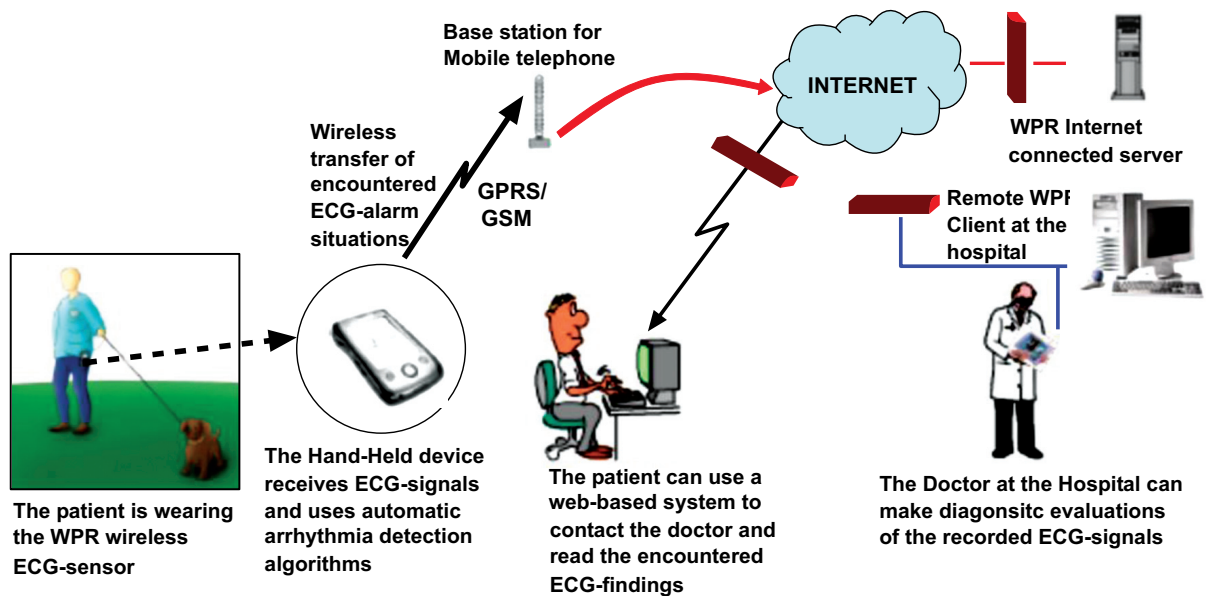 Base station for
Mobile telephone
INTERNET
WPR Internet
connected server
Wireless
transfer of
encountered
ECG-alarm
situations
GPRS/
GSM
Remote WPR
Client at the
hospital
The patient is wearing
the WPR wireless
ECG-sensor
The Hand-Held device
receives ECG-signals
and uses automatic
arrhythmia detection
algorithms
The patient can use a
web-based system to
contact the doctor and
read the encountered
ECG-findings
The Doctor at the Hospital can
make diagonsitc evaluations
of the recorded ECG-signals